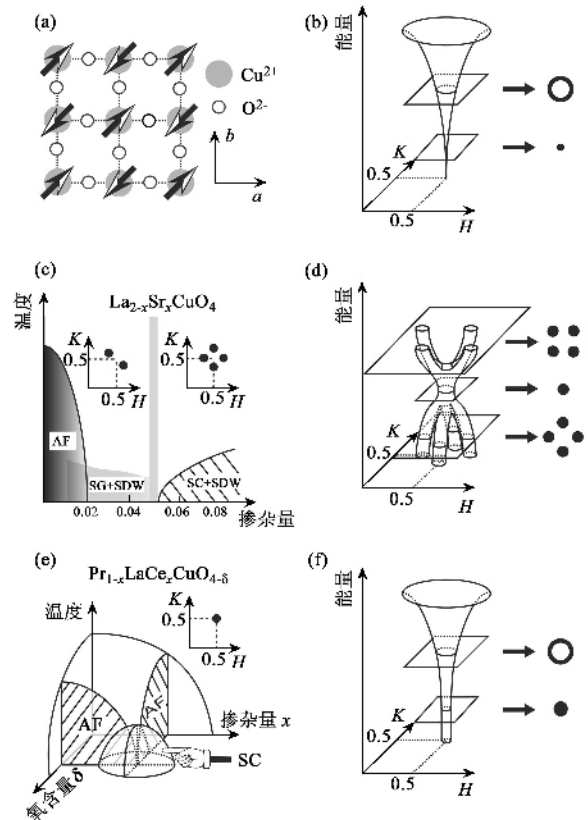 (a)
Cu²⁺
O²⁻
b
a
(b)
能量
K
0.5
0.5
H
(c)
温度
La₂₋ₓSrₓCuO₄
K
0.5
0.5
H
K
0.5
0.5
H
AF
SG+SDW
SC+SDW
0.02
0.04
0.06
0.08
掺杂量
(d)
能量
K
0.5
0.5
H
(e)
Pr₁₋ₓLaCeₓCuO₄₋δ
温度
K
0.5
0.5
H
AF
AF
掺杂量 x
SC
氧含量 δ
(f)
能量
K
0.5
0.5
H